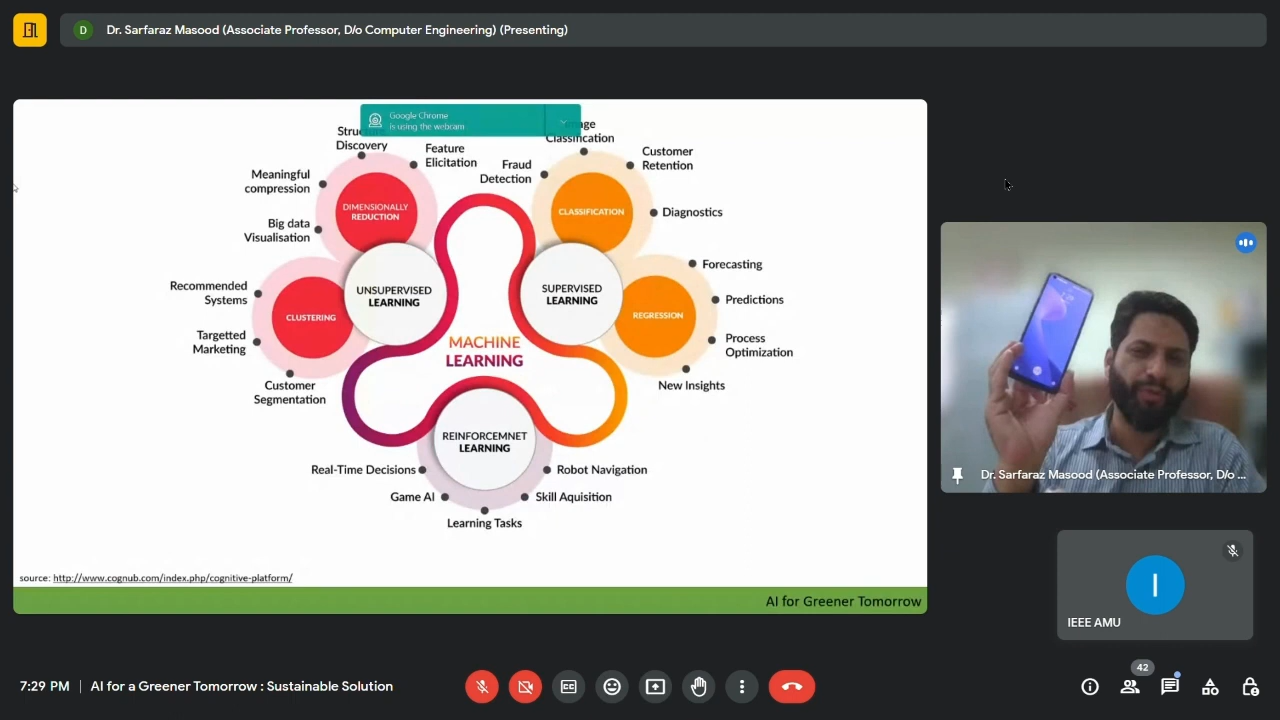 D
Dr. Sarfaraz Masood (Associate Professor, D/o Computer Engineering) (Presenting)
Google Chrome
is using the webcam
Discovery
Feature
Elicitation
Meaningful
compression
Big data
Visualisation
DIMENSIONALLY
REDUCTION
Recommended
Systems
Targetted
Marketing
Customer
Segmentation
CLUSTERING
UNSUPERVISED
LEARNING
Classification
Fraud
Detection
Customer
Retention
Diagnostics
CLASSIFICATION
SUPERVISED
LEARNING
Forecasting
Predictions
Process
Optimization
New Insights
REGRESSION
MACHINE
LEARNING
REINFORCEMNET
LEARNING
Real-Time Decisions
Game AI
Learning Tasks
Skill Aquisition
Robot Navigation
source: http://www.cognub.com/index.php/cognitive-platform/
AI for Greener Tomorrow
Dr. Sarfaraz Masood (Associate Professor, D/o ...
I
IEEE AMU
7:29 PM | AI for a Greener Tomorrow : Sustainable Solution
42